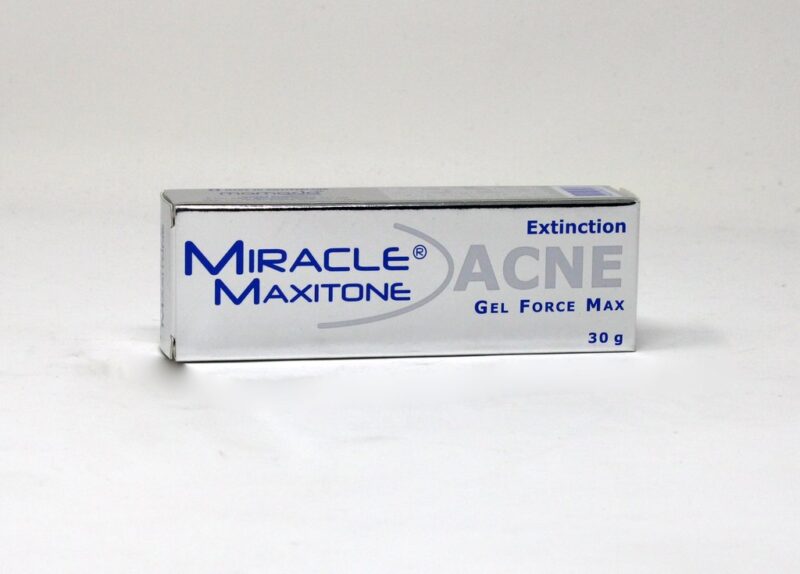 MIRACLE®
MAXITONE
Extinction
ACNE
GEL FORCE MAX
30 g